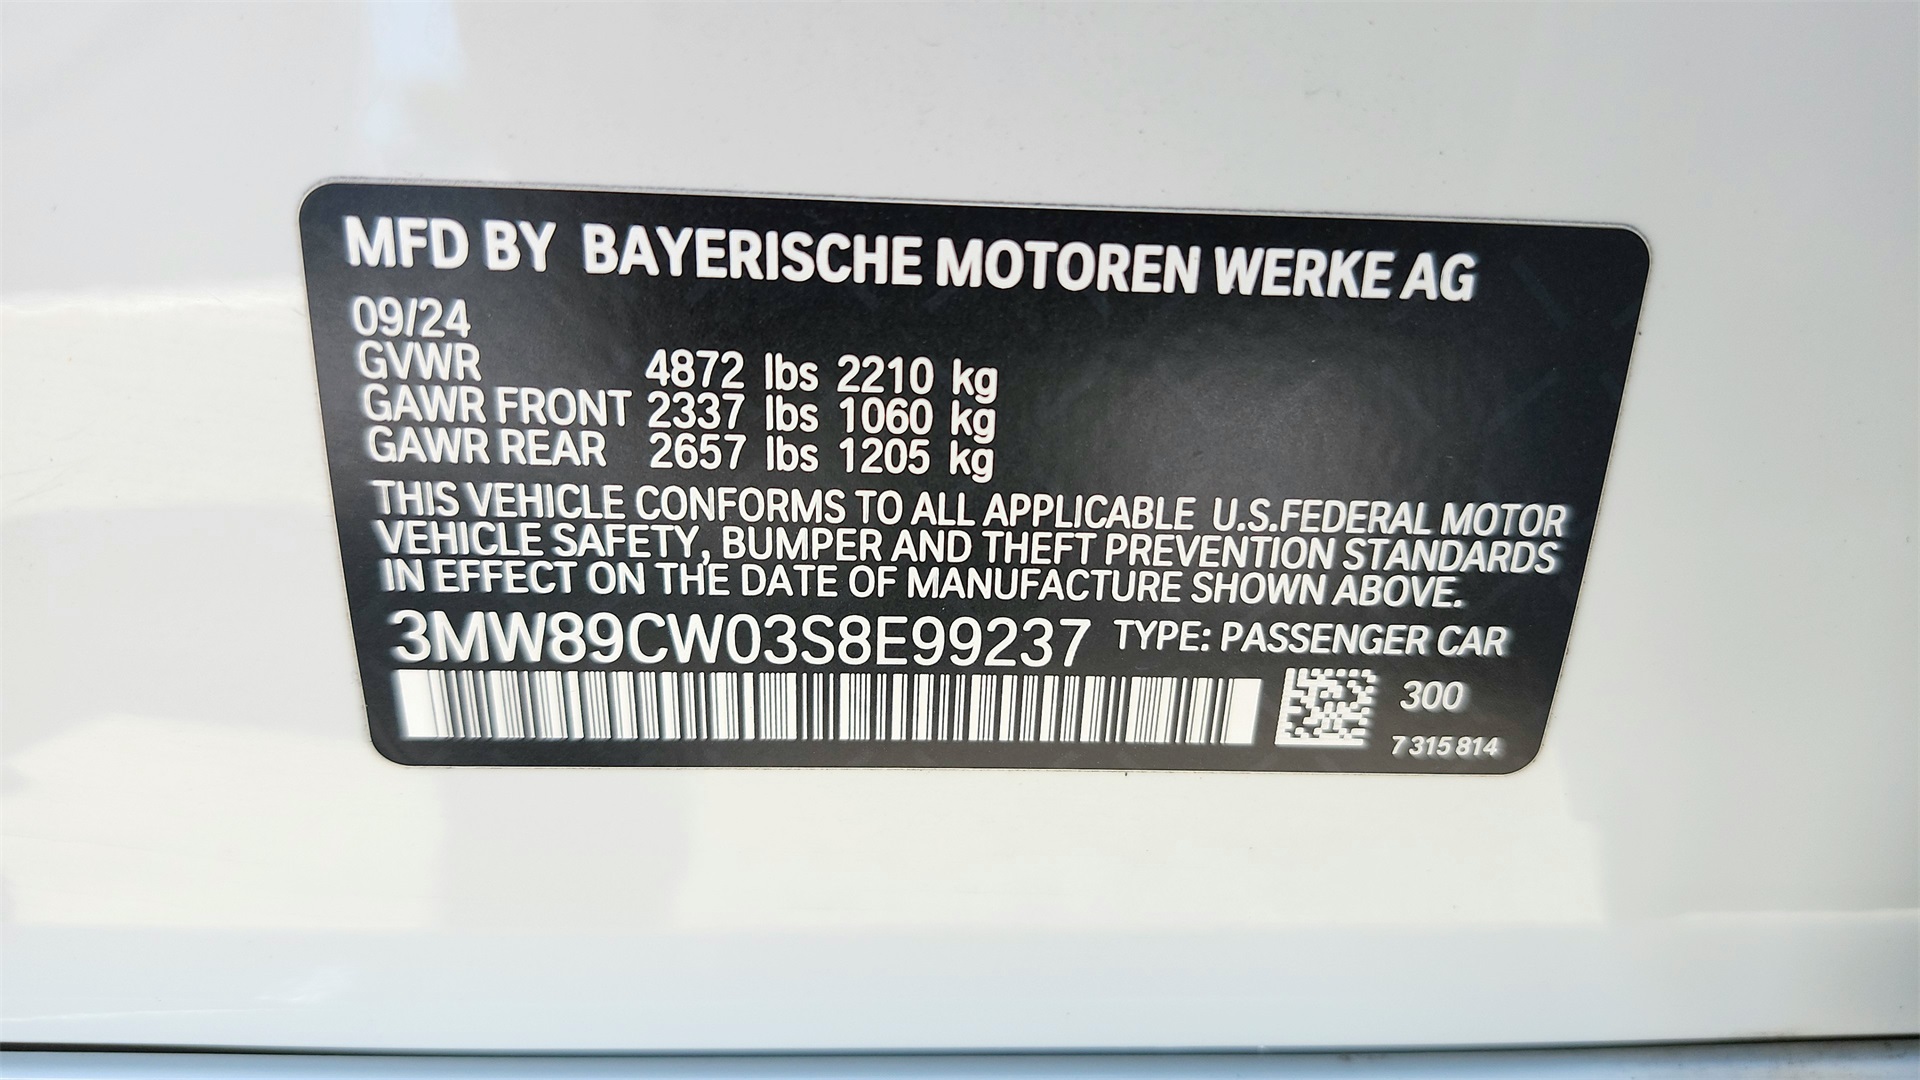 MFD BY BAYERISCHE MOTOREN WERKE AG
09/24
GVWR 4872 lbs 2210 kg
GAWR FRONT 2337 lbs 1060 kg
GAWR REAR 2657 lbs 1205 kg
THIS VEHICLE CONFORMS TO ALL APPLICABLE U.S.FEDERAL MOTOR
VEHICLE SAFETY, BUMPER AND THEFT PREVENTION STANDARDS
IN EFFECT ON THE DATE OF MANUFACTURE SHOWN ABOVE.
3MW89CW03S8E99237 TYPE: PASSENGER CAR
300
7 315 814